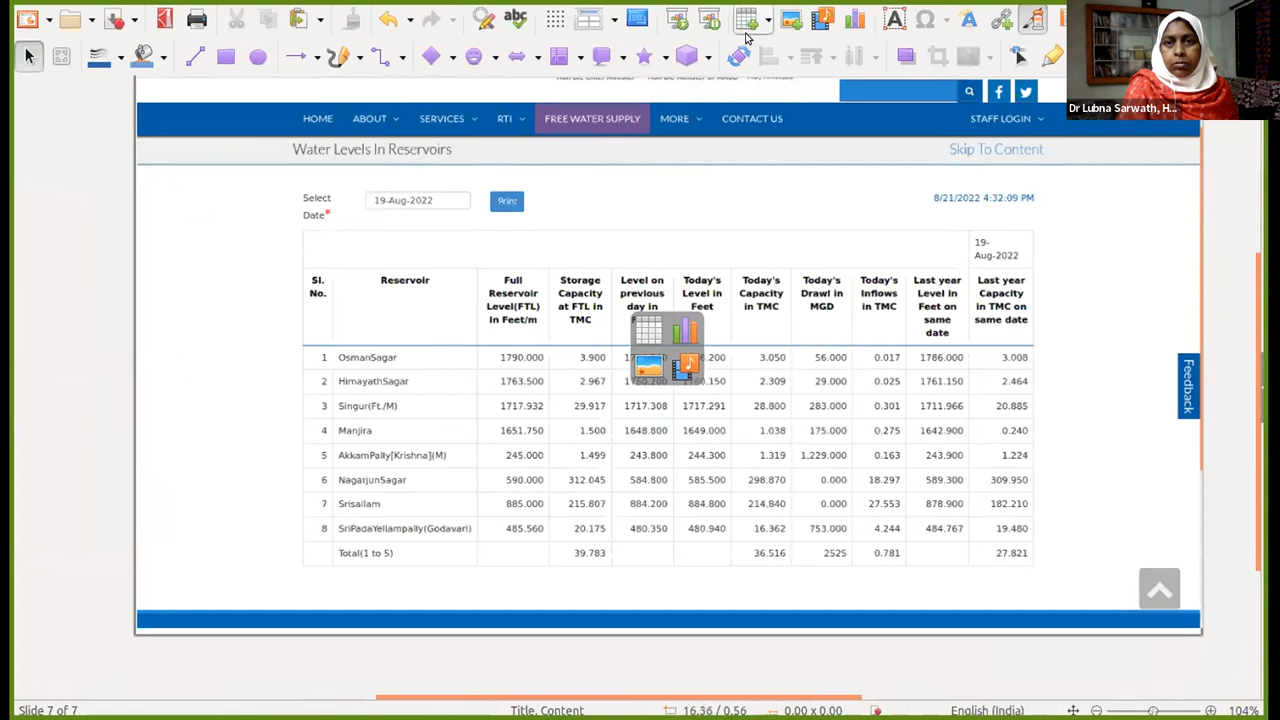 Dr Lubna Sarwath, H...
HOME ABOUT SERVICES RTI FREE WATER SUPPLY MORE CONTACT US STAFF LOGIN
Water Levels In Reservoirs Skip To Content
Select Date* 19-Aug-2022 Print 8/21/2022 4:32:09 PM
19-
Aug-2022
Sl. No. Reservoir Full Reservoir Level(FTL) in Feet/m Storage Capacity at FTL in TMC Level on previous day in Today's Level in Feet Today's Capacity in TMC Today's Drawl in MGD Today's Inflows in TMC Last year Level in Feet on same date Last year Capacity in TMC on same date
1 OsmanSagar 1790.000 3.900 3.050 56.000 0.017 1786.000 3.008
2 HimayathSagar 1763.500 2.967 2.309 29.000 0.025 1761.150 2.464
3 Singur(Ft./M) 1717.932 29.917 1717.308 1717.291 28.800 283.000 0.301 1711.966 20.885
4 Manjira 1651.750 1.500 1648.800 1649.000 1.038 175.000 0.275 1642.900 0.240
5 AkkamPally[Krishna](M) 245.000 1.499 243.800 244.300 1.319 1,229.000 0.163 243.900 1.224
6 NagarjunSagar 590.000 312.045 584.800 585.500 298.870 0.000 18.297 589.300 309.950
7 Srisailam 885.000 215.807 884.200 884.800 214.840 0.000 27.553 878.900 182.210
8 SriPadaYellampally(Godavari) 485.560 20.175 480.350 480.940 16.362 753.000 4.244 484.767 19.480
Total(1 to 5) 39.783 36.516 2525 0.781 27.821
Feedback
Slide 7 of 7 Title, Content 16.36 / 0.56 0.00 x 0.00 English (India) 104%